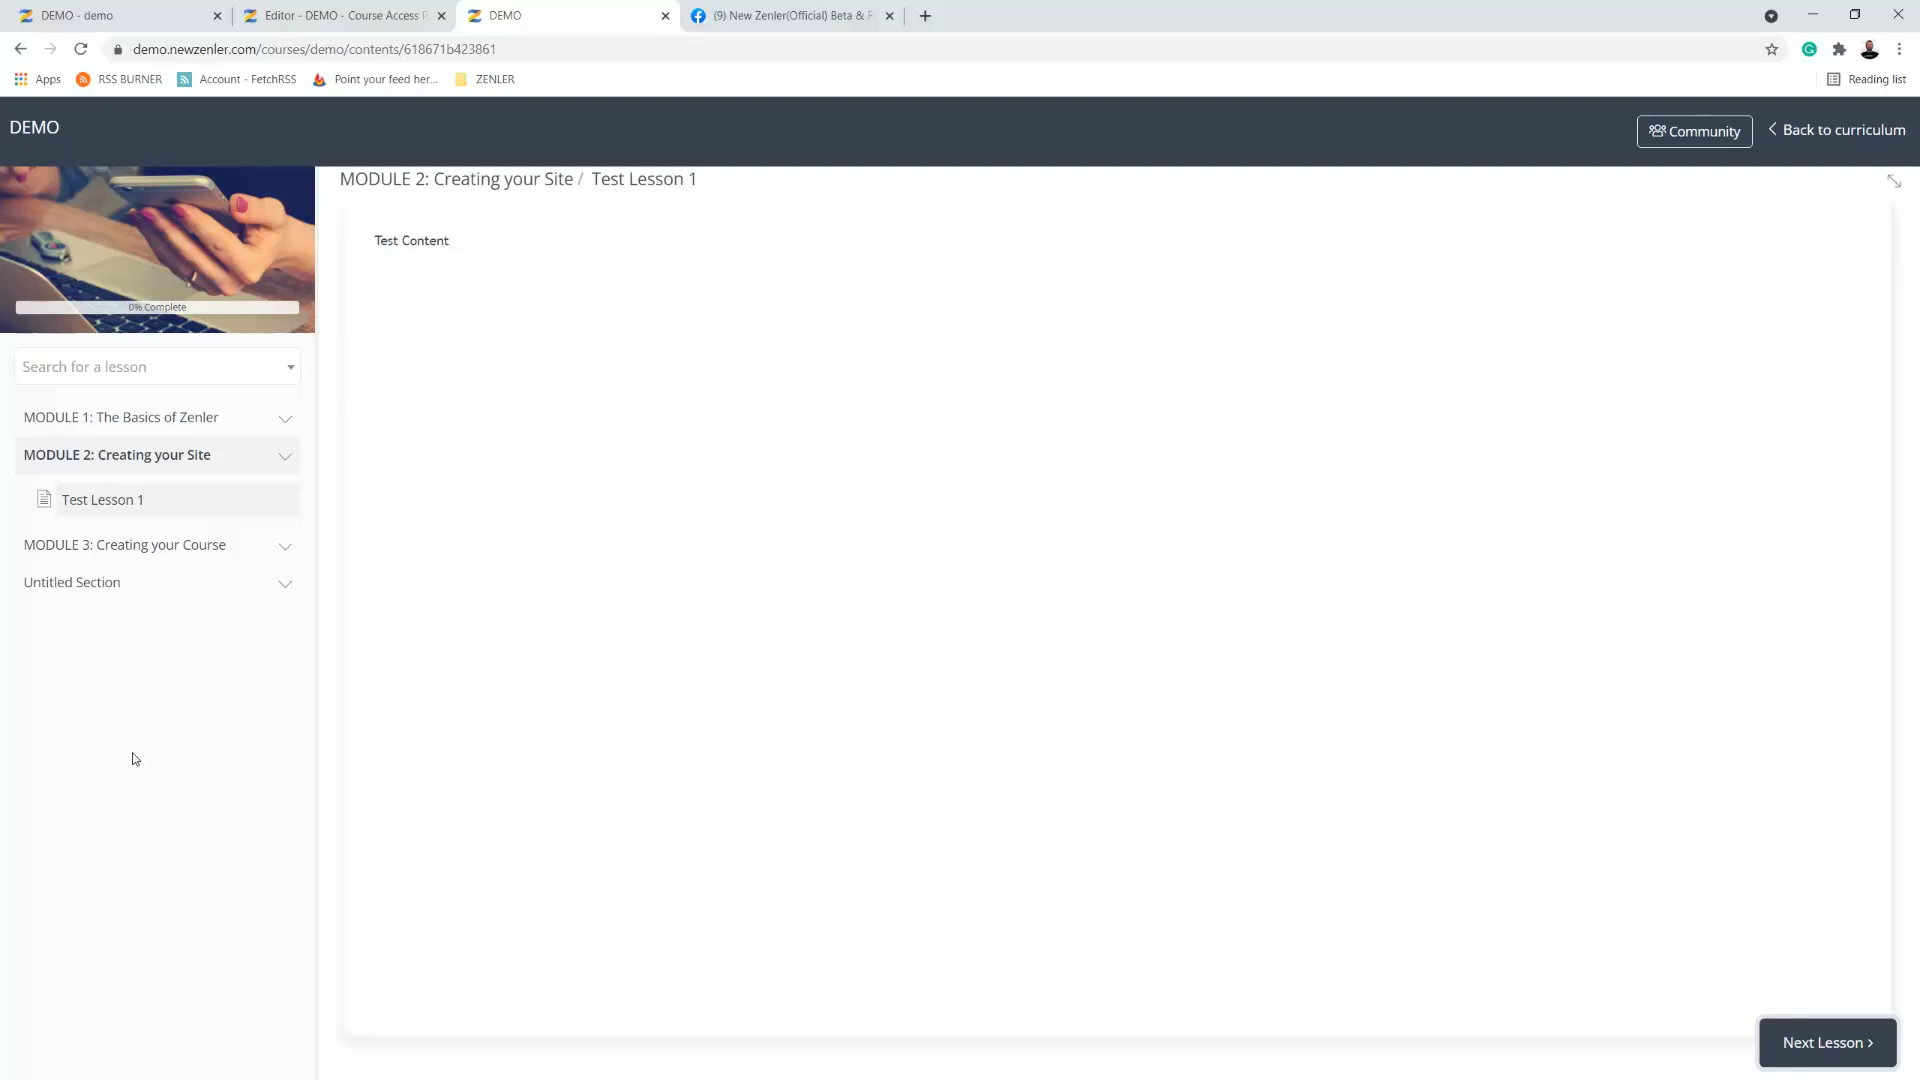 DEMO - demo
Editor - DEMO - Course Access P
DEMO
(9) New Zenler(Official) Beta & F
demo.newzenler.com/courses/demo/contents/618671b423861
Apps
RSS BURNER
Account - FetchRSS
Point your feed her...
ZENLER
Reading list
DEMO
Community
Back to curriculum
MODULE 2: Creating your Site / Test Lesson 1
Test Content
0% Complete
Search for a lesson
MODULE 1: The Basics of Zenler
MODULE 2: Creating your Site
Test Lesson 1
MODULE 3: Creating your Course
Untitled Section
Next Lesson >